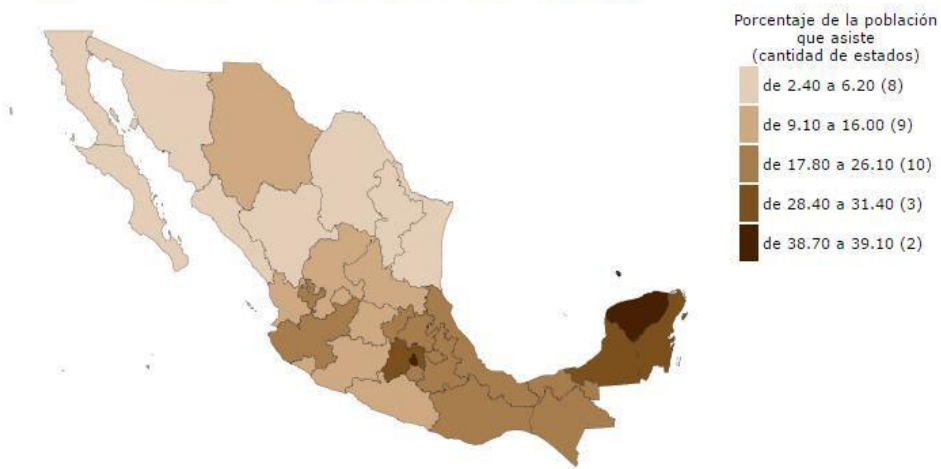 Porcentaje de la población
que asiste
(cantidad de estados)
de 2.40 a 6.20 (8)
de 9.10 a 16.00 (9)
de 17.80 a 26.10 (10)
de 28.40 a 31.40 (3)
de 38.70 a 39.10 (2)